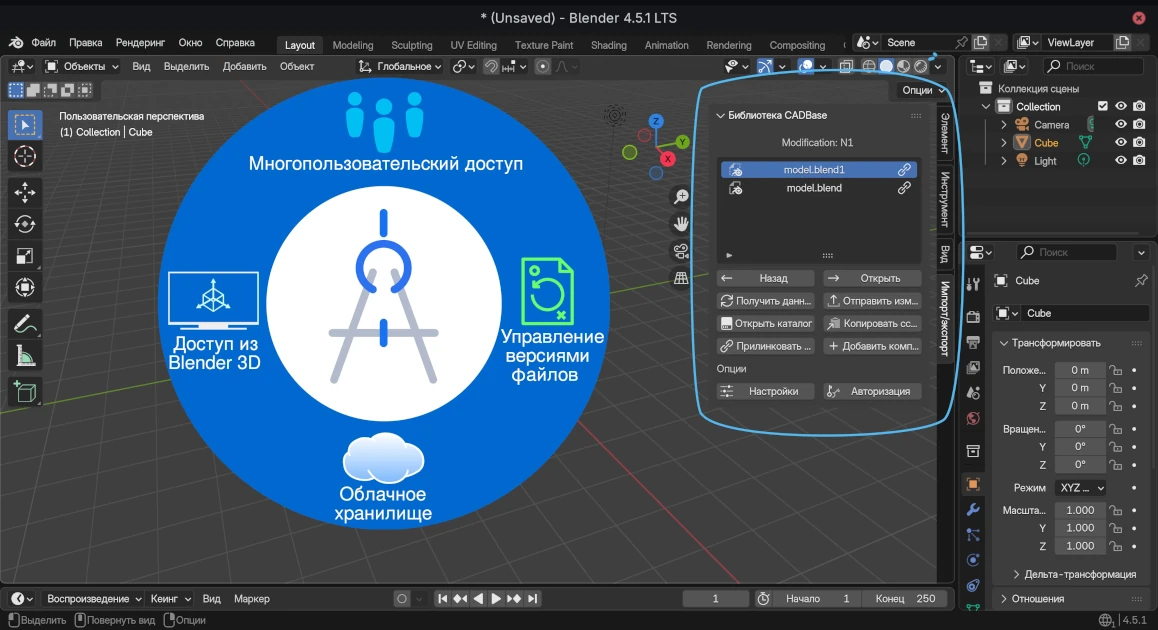 * (Unsaved) - Blender 4.5.1 LTS
Файл Правка Рендеринг Окно Справка Layout Modeling Sculpting UV Editing Texture Paint Shading Animation Rendering Compositing Scene ViewLayer
Объекты Вид Выделить Добавить Объект Глобальное Поиск
Опции
Коллекция сцены
Collection
Camera
Cube
Light
Пользовательская перспектива
(1) Collection | Cube
Z
Y
X
Многопользовательский доступ
Доступ из
Blender 3D
Управление
версиями
файлов
Облачное
хранилище
Библиотека CADBase
Modification: N1
model.blend1
model.blend
Назад Открыть
Получить данн... Отправить изм...
Открыть каталог Копировать сс...
Прилинковать ... Добавить комп...
Опции
Настройки Авторизация
Элемент
Инструмент
Вид
Импорт/экспорт
Поиск
Cube
Cube
Трансформировать
Положе... 0 m
Y 0 m
Z 0 m
Вращен... 0°
Y 0°
Z 0°
Режим XYZ ...
Масшта... 1.000
Y 1.000
Z 1.000
Дельта-трансформация
Отношения
Воспроизведение Кеинг Вид Маркер 1 Начало 1 Конец 250
Выделить Повернуть вид Опции 4.5.1